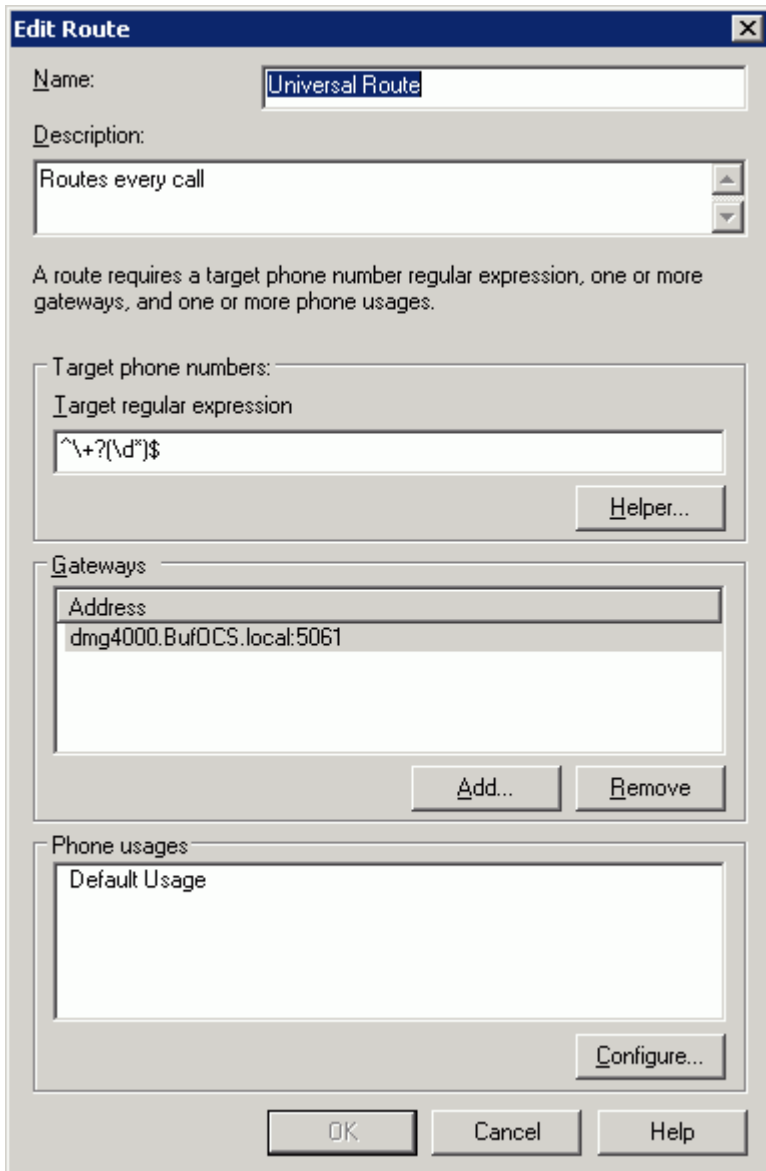 Edit Route
Name:
Universal Route
Description:
Routes every call
A route requires a target phone number regular expression, one or more
gateways, and one or more phone usages.
Target phone numbers:
Target regular expression
^\+?(\d*)$
Helper...
Gateways
Address
dmg4000.BufOCS.local:5061
Add...
Remove
Phone usages
Default Usage
Configure...
OK
Cancel
Help